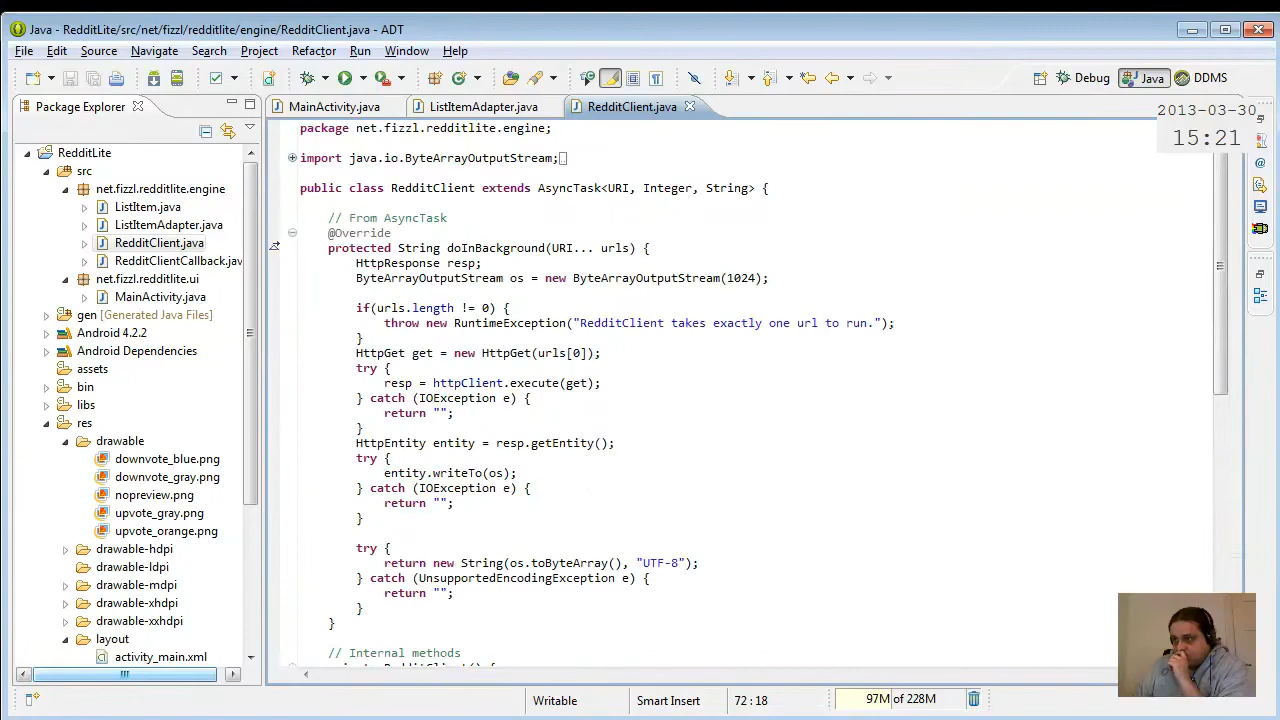 Java - RedditLite/src/net/fizzl/redditlite/engine/RedditClient.java - ADT
File Edit Source Navigate Search Project Refactor Run Window Help
Debug Java DDMS
Package Explorer
MainActivity.java ListItemAdapter.java RedditClient.java
2013-03-30
15:21
RedditLite
src
net.fizzl.redditlite.engine
ListItem.java
ListItemAdapter.java
RedditClient.java
RedditClientCallback.jav
net.fizzl.redditlite.ui
MainActivity.java
gen [Generated Java Files]
Android 4.2.2
Android Dependencies
assets
bin
libs
res
drawable
downvote_blue.png
downvote_gray.png
nopreview.png
upvote_gray.png
upvote_orange.png
drawable-hdpi
drawable-ldpi
drawable-mdpi
drawable-xhdpi
drawable-xxhdpi
layout
activity_main.xml
package net.fizzl.redditlite.engine;
import java.io.ByteArrayOutputStream;
public class RedditClient extends AsyncTask<URI, Integer, String> {
// From AsyncTask
@Override
protected String doInBackground(URI... urls) {
HttpResponse resp;
ByteArrayOutputStream os = new ByteArrayOutputStream(1024);
if(urls.length != 0) {
throw new RuntimeException("RedditClient takes exactly one url to run.");
}
HttpGet get = new HttpGet(urls[0]);
try {
resp = httpClient.execute(get);
} catch (IOException e) {
return "";
}
HttpEntity entity = resp.getEntity();
try {
entity.writeTo(os);
} catch (IOException e) {
return "";
}
try {
return new String(os.toByteArray(), "UTF-8");
} catch (UnsupportedEncodingException e) {
return "";
}
}
// Internal methods
Writable Smart Insert 72:18 97M of 228M